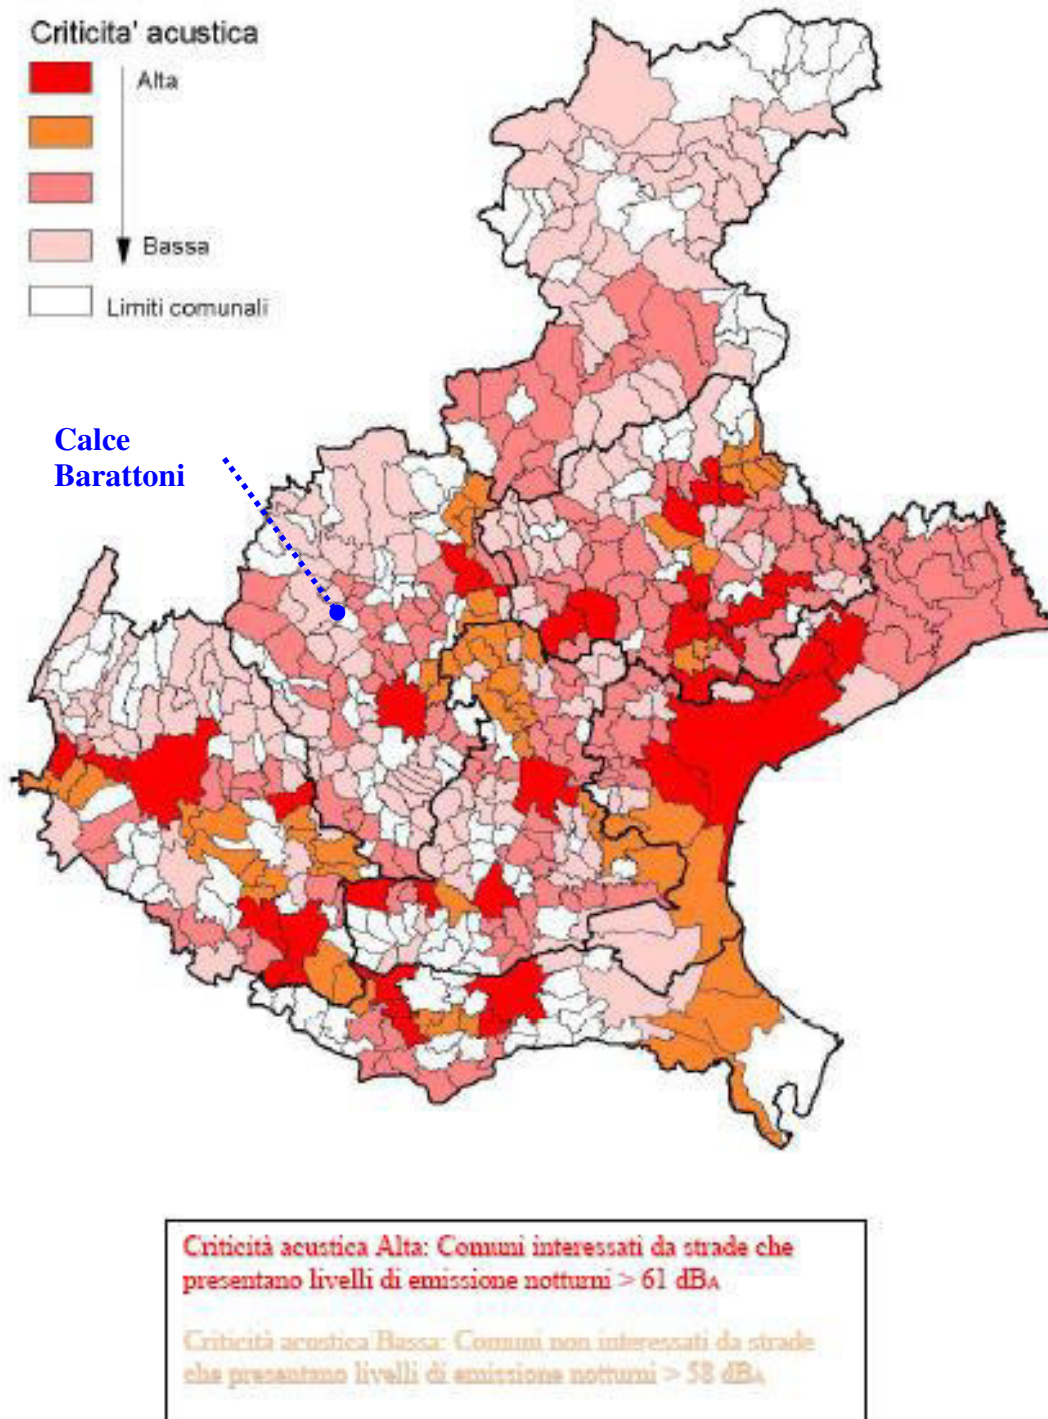 Criticita' acustica
Alta
Bassa
Limiti comunali
Calce
Barattoni
Criticità acustica Alta: Comuni interessati da strade che
presentano livelli di emissione notturni > 61 dBA
Criticità acustica Bassa: Comuni non interessati da strade
che presentano livelli di emissione notturni > 58 dBA